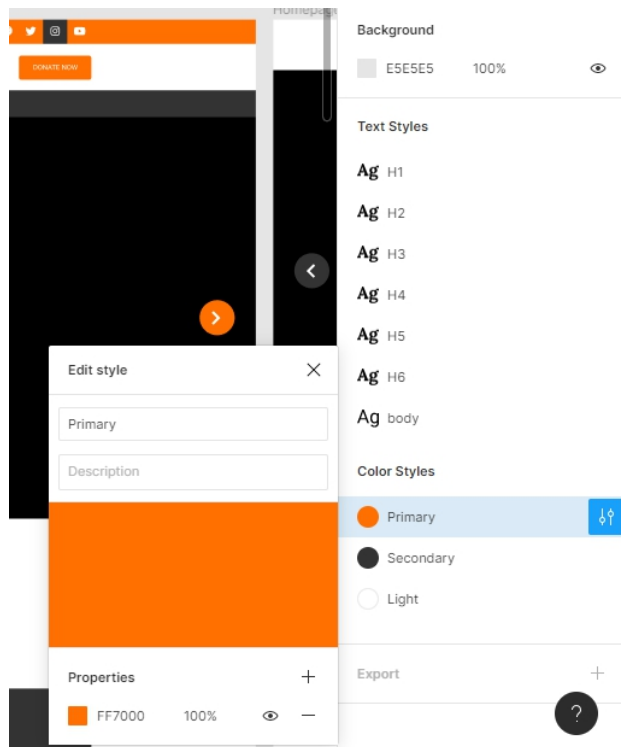 Homepage
DONATE NOW
Edit style
Primary
Description
Properties
FF7000 100%
Background
E5E5E5 100%
Text Styles
Ag H1
Ag H2
Ag H3
Ag H4
Ag H5
Ag H6
Ag body
Color Styles
Primary
Secondary
Light
Export
?